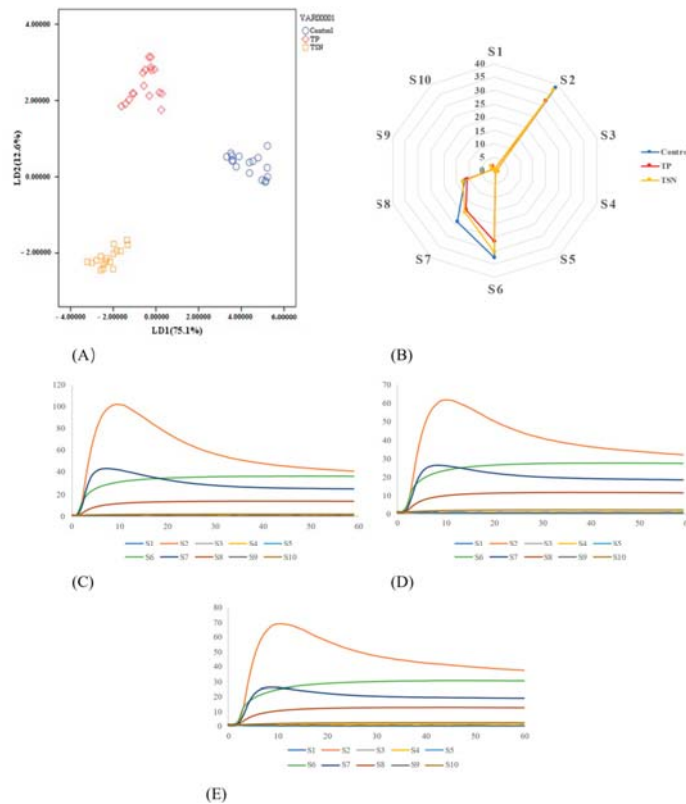 4.00000
2.00000
0.00000
- 2.00000
LD2(12.6%)
- 4.00000 - 2.00000 0.00000 2.00000 4.00000 6.00000
LD1(75.1%)
VAR00001
Control
TP
TSN
(A)
S1
S2
S3
S4
S5
S6
S7
S8
S9
S10
40
35
30
25
20
15
10
5
0
Control
TP
TSN
(B)
120
100
80
60
40
20
0
0 10 20 30 40 50 60
S1 S2 S3 S4 S5
S6 S7 S8 S9 S10
(C)
70
60
50
40
30
20
10
0
0 10 20 30 40 50 60
S1 S2 S3 S4 S5
S6 S7 S8 S9 S10
(D)
80
70
60
50
40
30
20
10
0
0 10 20 30 40 50 60
S1 S2 S3 S4 S5
S6 S7 S8 S9 S10
(E)